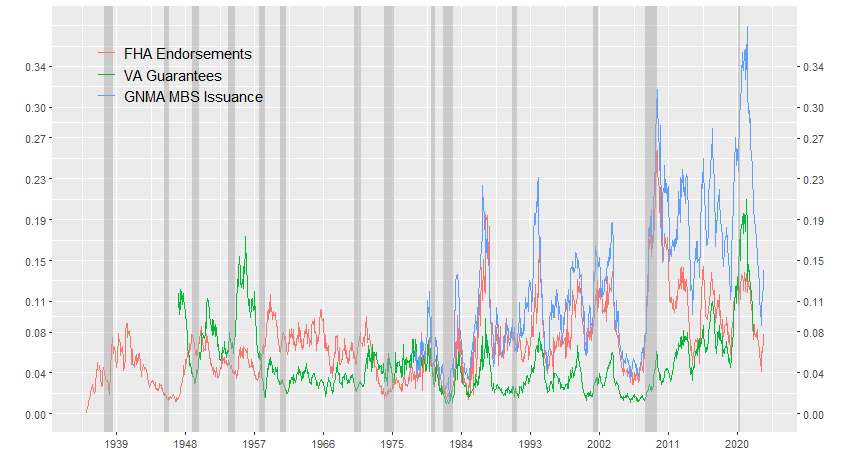 FHA Endorsements
VA Guarantees
GNMA MBS Issuance
0.34 0.34
0.30 0.30
0.27 0.27
0.23 0.23
0.19 0.19
0.15 0.15
0.11 0.11
0.08 0.08
0.04 0.04
0.00 0.00
1939 1948 1957 1966 1975 1984 1993 2002 2011 2020